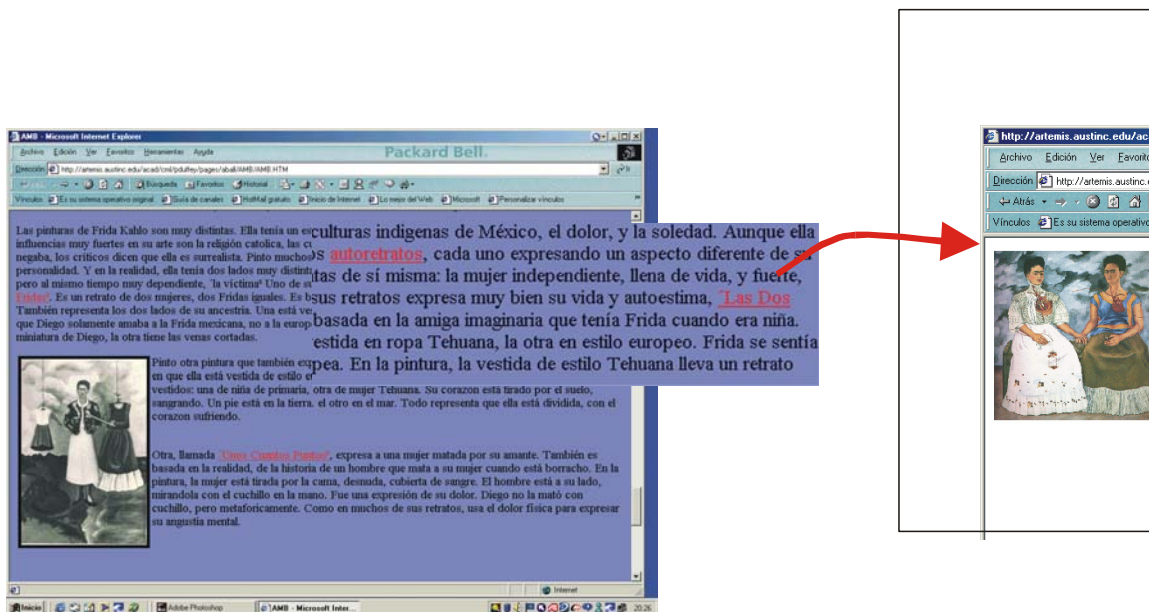 AMB - Microsoft Internet Explorer
Archivo Edición Ver Favoritos Herramientas Ayuda
Packard Bell.
Dirección http://artemis.austinc.edu/acad/cml/pduffey/pages/aball/AMB/AMB.HTM
Búsqueda Favoritos Historial
Vínculos Es su sistema operativo original Guía de canales HotMail gratuito Inicio de Internet Lo mejor del Web Microsoft Personalizar vínculos
Las pinturas de Frida Kahlo son muy distintas. Ella tenía un es
influencias muy fuertes en su arte son la religión catolica, las cu
negaba, los críticos dicen que ella es surrealista. Pinto muchos
personalidad. Y en la realidad, ella tenía dos lados muy distint
pero al mismo tiempo muy dependiente, ¨la víctima¨ Uno de su
Fridas¨. Es un retrato de dos mujeres, dos Fridas iguales. Es b
También representa los dos lados de su ancestria. Una está ves
que Diego solamente amaba a la Frida mexicana, no a la europ
miniatura de Diego, la otra tiene las venas cortadas.
culturas indigenas de México, el dolor, y la soledad. Aunque ella
os autoretratos, cada uno expresando un aspecto diferente de su
tas de sí misma: la mujer independiente, llena de vida, y fuerte,
sus retratos expresa muy bien su vida y autoestima, ¨Las Dos
basada en la amiga imaginaria que tenía Frida cuando era niña.
estida en ropa Tehuana, la otra en estilo europeo. Frida se sentía
pea. En la pintura, la vestida de estilo Tehuana lleva un retrato
Pinto otra pintura que también exp
en que ella está vestida de estilo e
vestidos: una de niña de primaria, otra de mujer Tehuana. Su corazon está tirado por el suelo,
sangrando. Un pie está en la tierra. el otro en el mar. Todo representa que ella está dividida, con el
corazon sufriendo.
Otra, llamada ¨Unos Cuantos Puntos¨, expresa a una mujer matada por su amante. También es
basada en la realidad, de la historia de un hombre que mata a su mujer cuando está borracho. En la
pintura, la mujer está tirada por la cama, desnuda, cubierta de sangre. El hombre está a su lado,
mirandola con el cuchillo en la mano. Fue una expresión de su dolor. Diego no la mató con
cuchillo, pero metaforicamente. Como en muchos de sus retratos, usa el dolor física para expresar
su angustia mental.
Internet
Inicio Adobe Photoshop AMB - Microsoft Inter... 20:26
http://artemis.austinc.edu/aca
Archivo Edición Ver Favorito
Dirección http://artemis.austinc.e
Atrás
Vínculos Es su sistema operativo